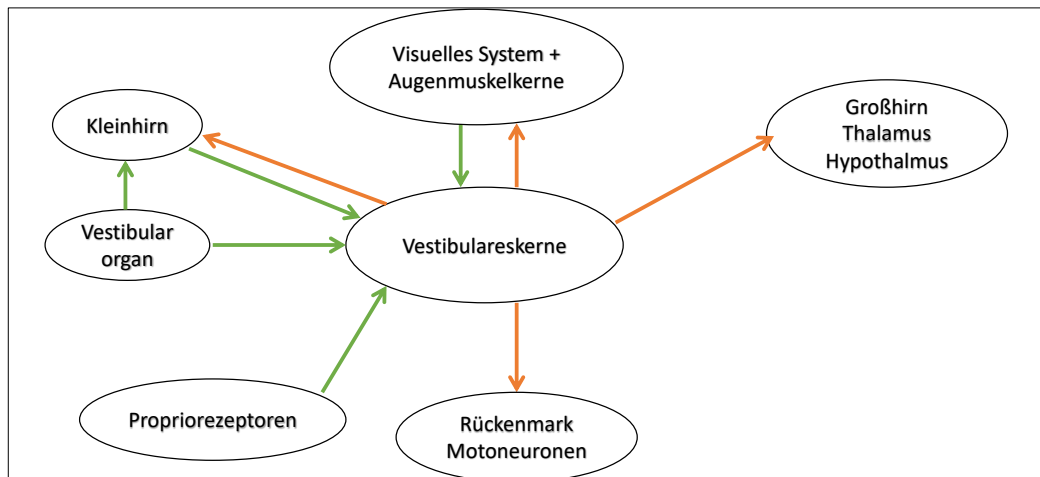 Visuelles System +
Augenmuskelkerne
Kleinhirn
Großhirn
Thalamus
Hypothalmus
Vestibular
organ
Vestibulareskerne
Propriorezeptoren
Rückenmark
Motoneuronen